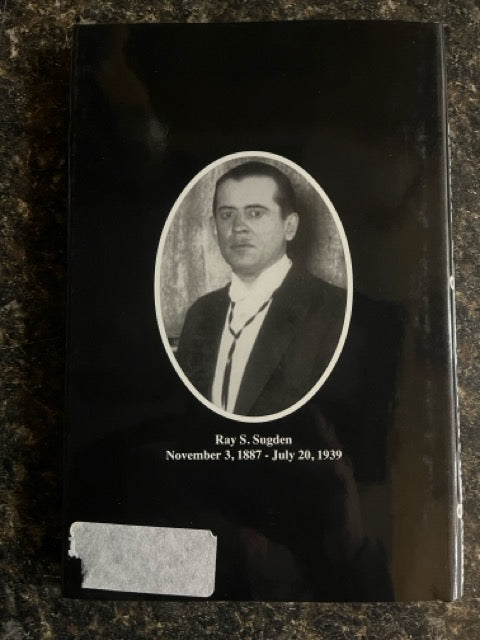 Ray S. Sugden
November 3, 1887 - July 20, 1939